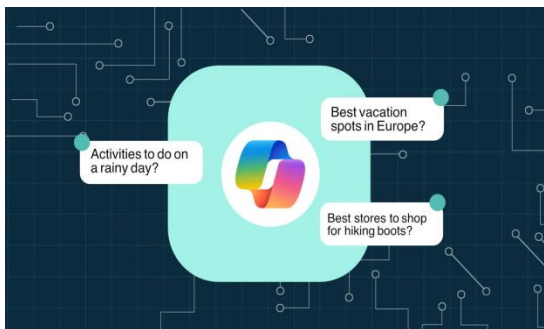 Best vacation
spots in Europe?
Activities to do on
a rainy day?
Best stores to shop
for hiking boots?